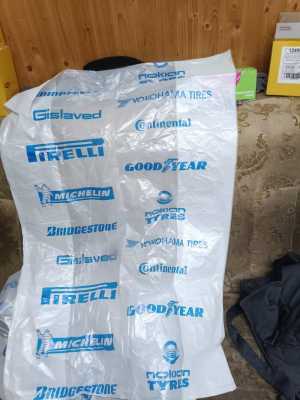 nokian
TYRES
Gislaved
YOKOHAMA TIRES
Continental
PIRELLI
GOODYEAR
MICHELIN
nokian
TYRES
BRIDGESTONE
YOKOHAMA TIRES
Gislaved
Continental
PIRELLI
GOODYEAR
MICHELIN
nokian
TYRES
BRIDGESTONE